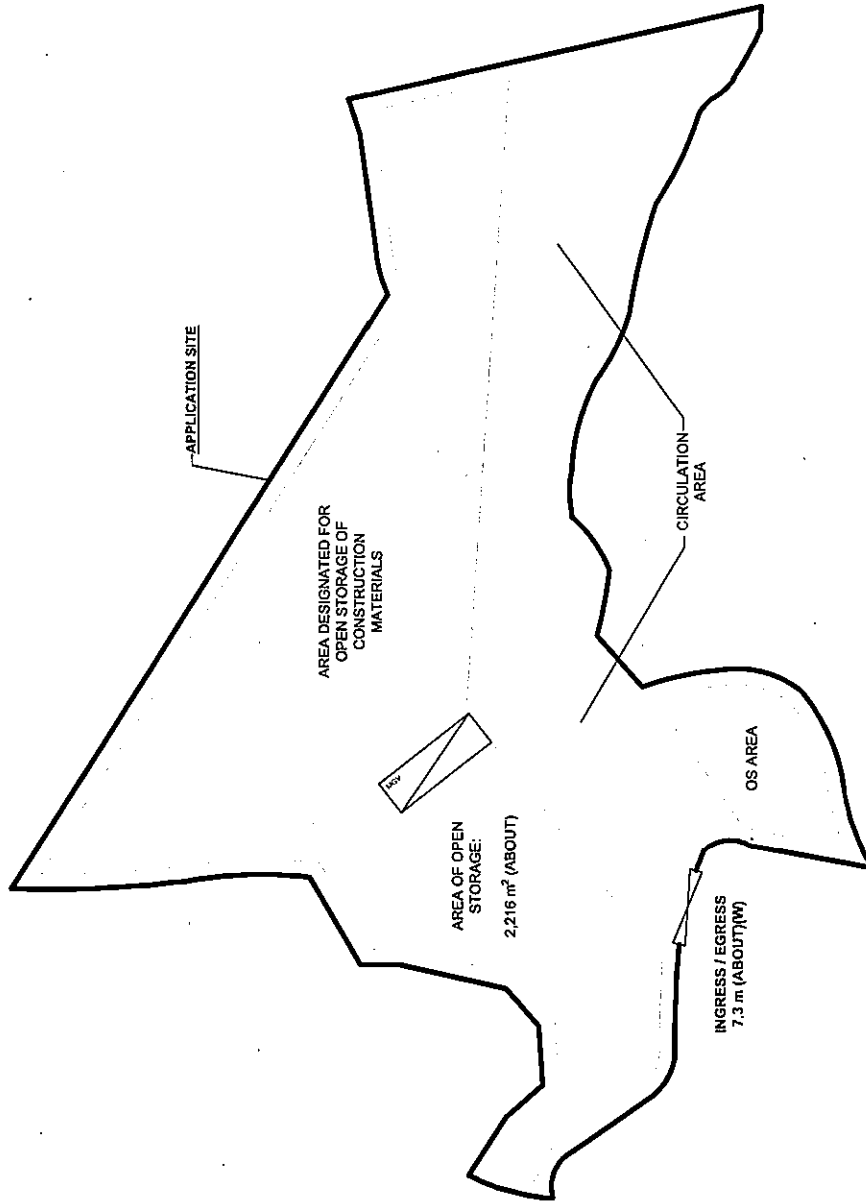 APPLICATION SITE
AREA DESIGNATED FOR
OPEN STORAGE OF
CONSTRUCTION
MATERIALS
MGV
AREA OF OPEN
STORAGE:
2,216 m² (ABOUT)
CIRCULATION
AREA
OS AREA
INGRESS / EGRESS
7.3 m (ABOUT)(W)